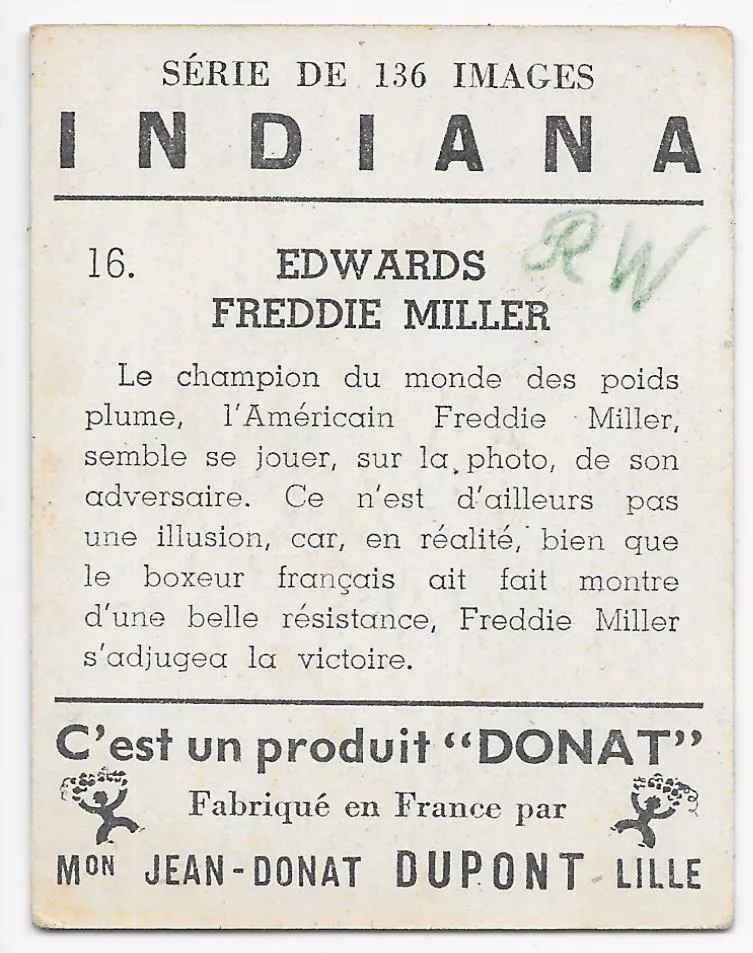 SÉRIE DE 136 IMAGES
INDIANA
RW
16. EDWARDS
FREDDIE MILLER
Le champion du monde des poids
plume, l'Américain Freddie Miller,
semble se jouer, sur la photo, de son
adversaire. Ce n'est d'ailleurs pas
une illusion, car, en réalité, bien que
le boxeur français ait fait montre
d'une belle résistance, Freddie Miller
s'adjugea la victoire.
C'est un produit "DONAT"
Fabriqué en France par
MON JEAN-DONAT DUPONT LILLE